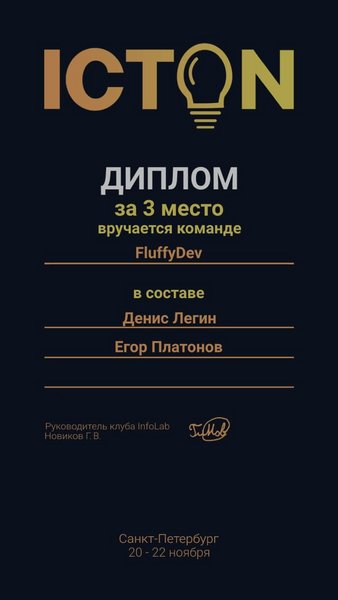 ICTON
ДИПЛОМ
за 3 место
вручается команде
FluffyDev
в составе
Денис Легин
Егор Платонов
Руководитель клуба InfoLab
Новиков Г. В.
Санкт-Петербург
20 - 22 ноября